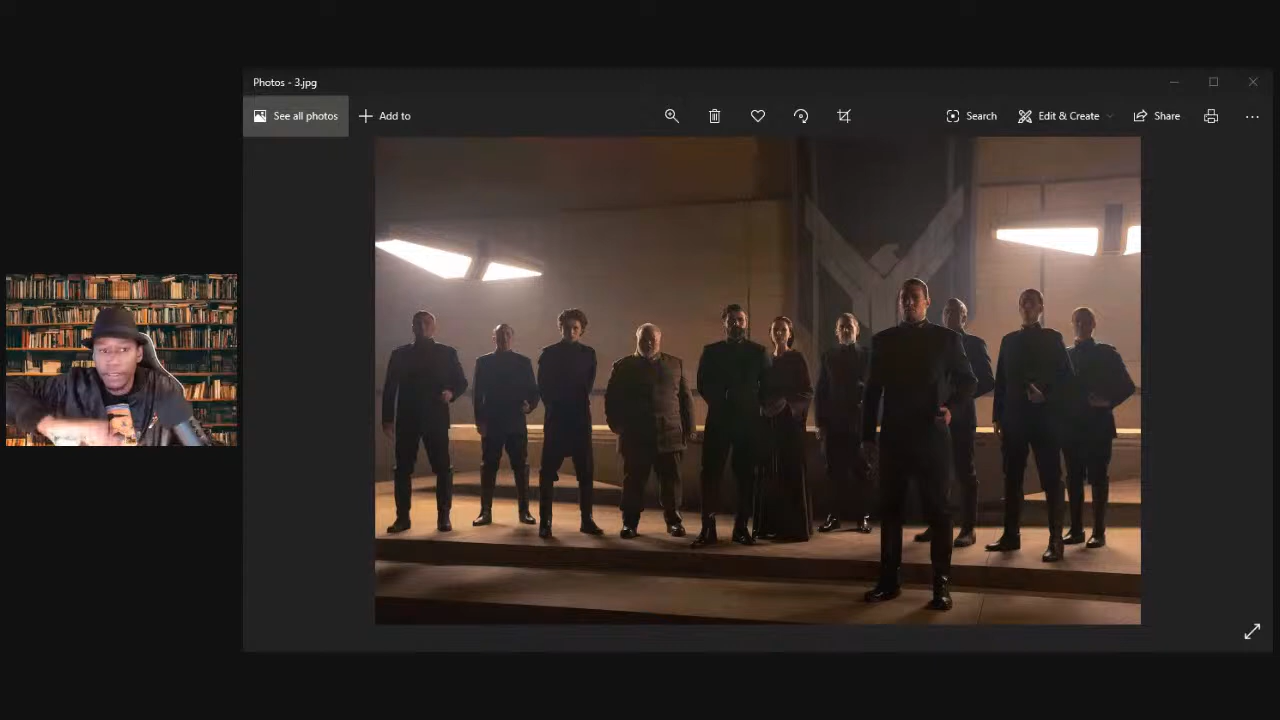 Photos - 3.jpg
See all photos
Add to
Search
Edit & Create
Share